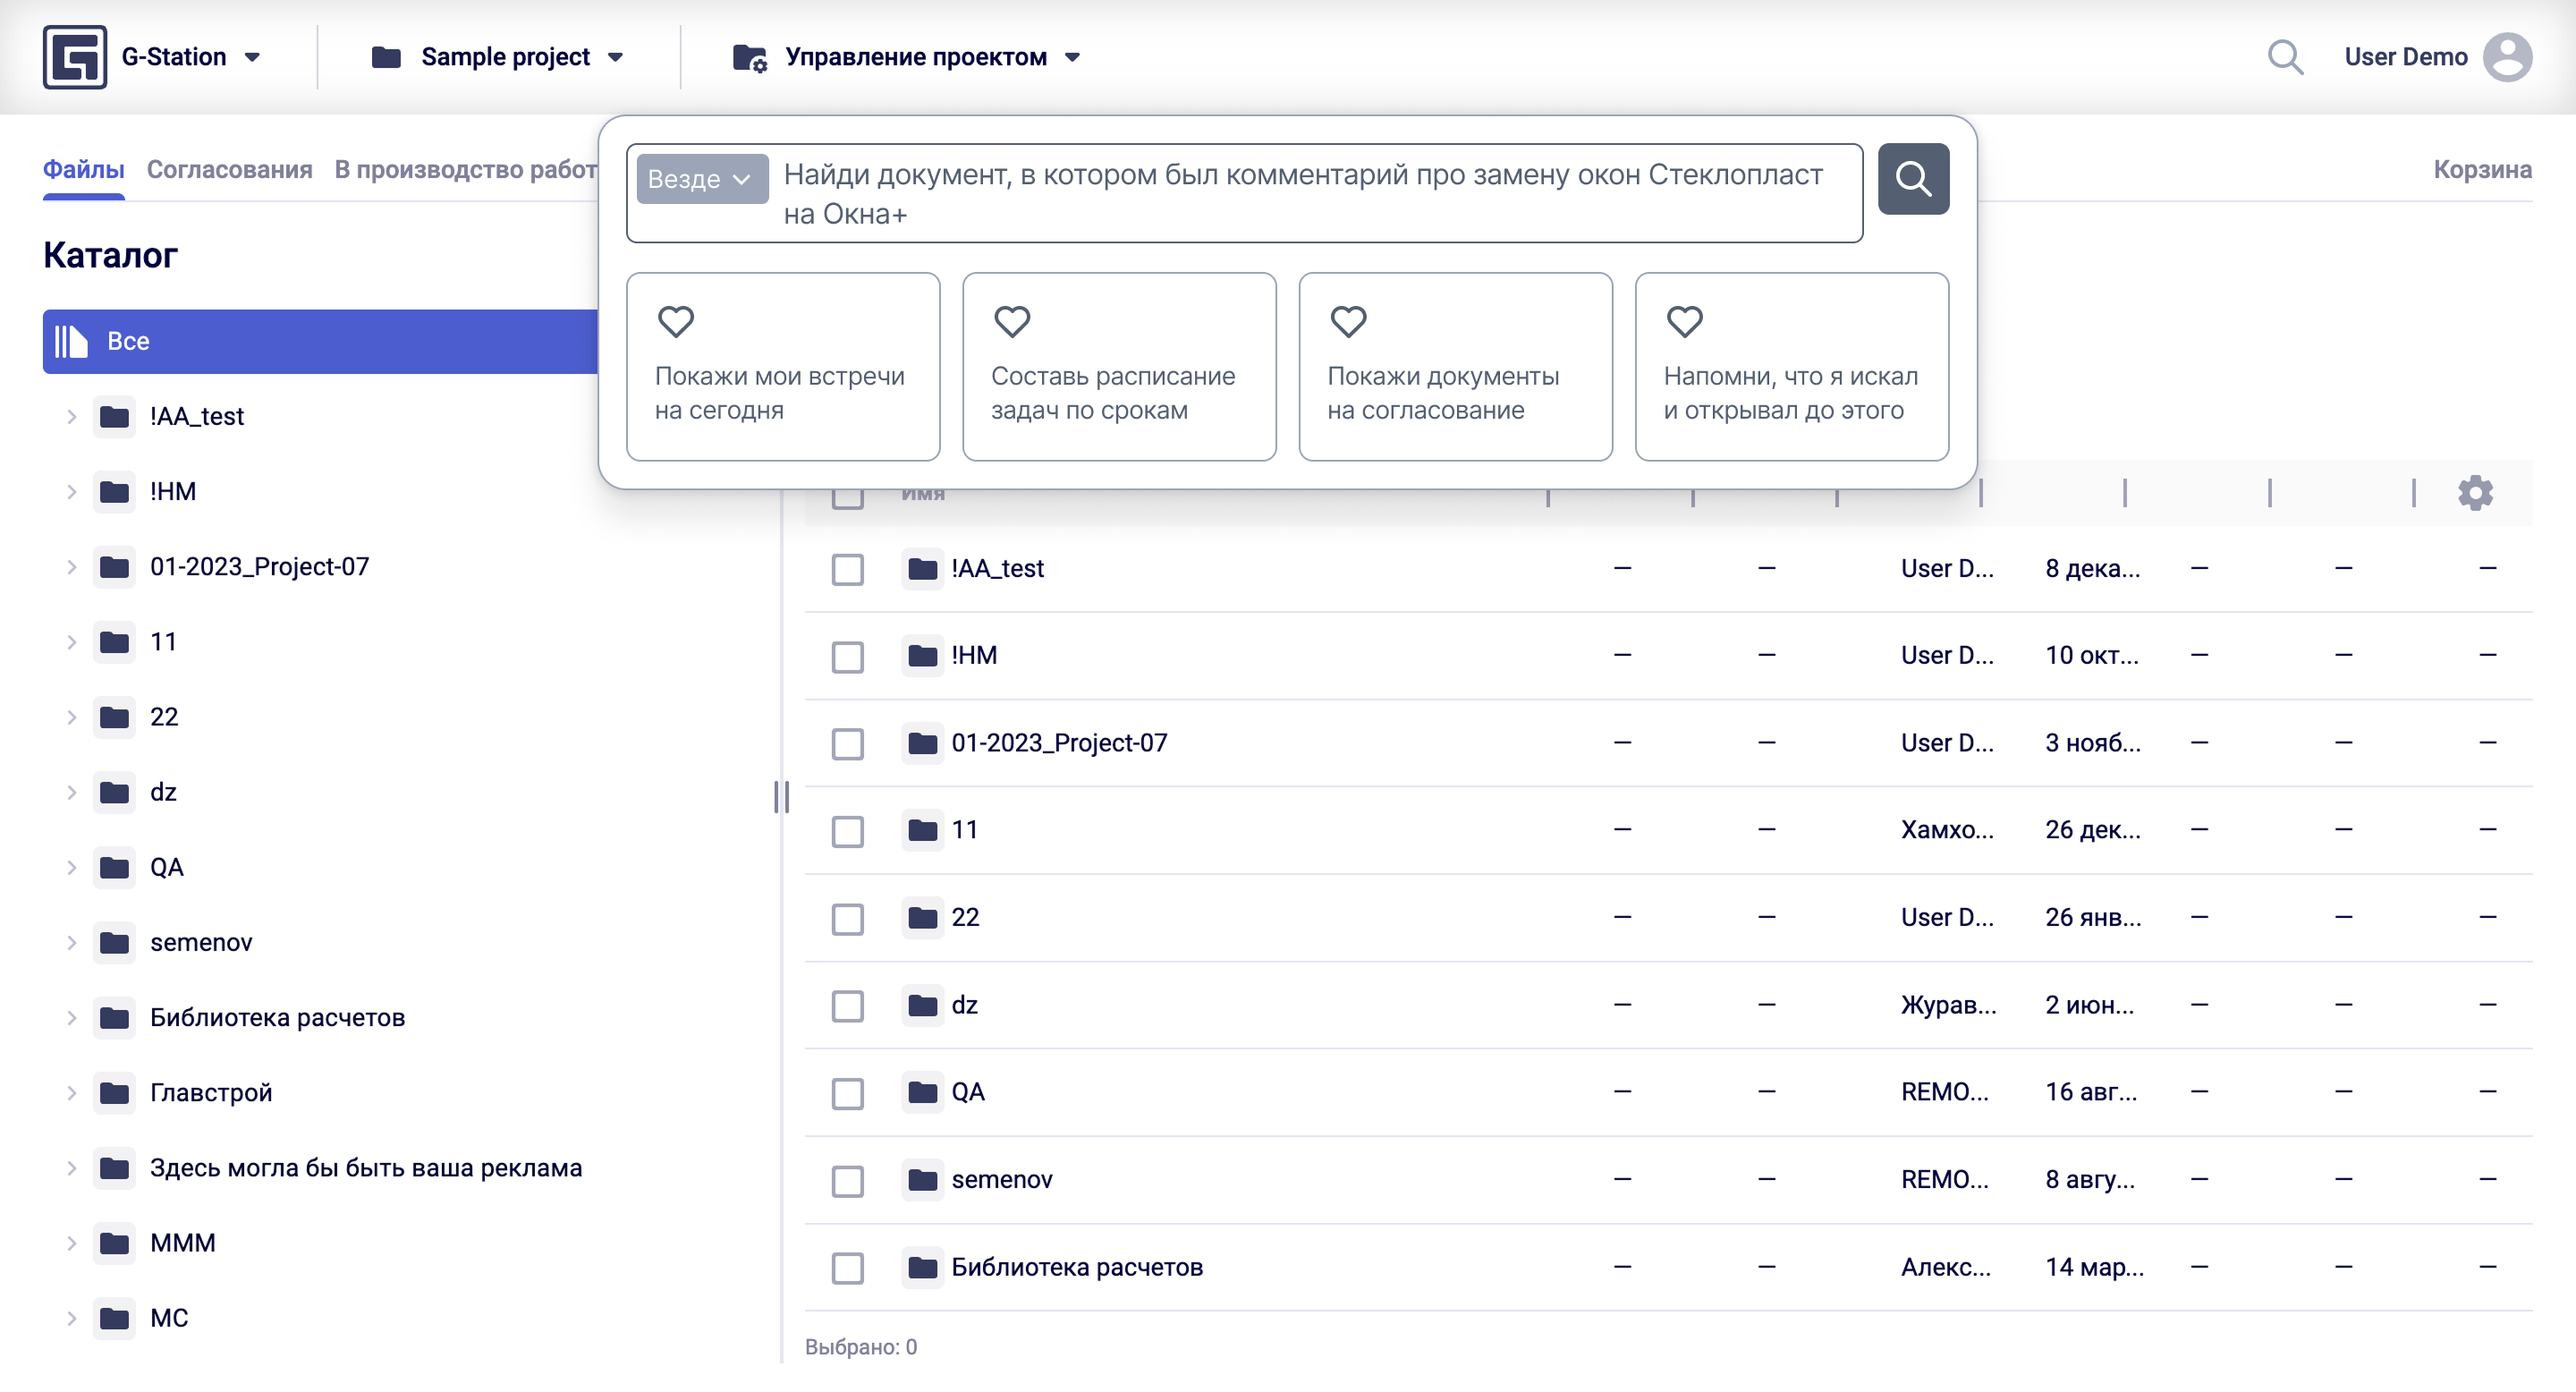 G-Station
Sample project
Управление проектом
User Demo
Файлы
Согласования
В производство работ
Корзина
Везде
Найди документ, в котором был комментарий про замену окон Стеклопласт
на Окна+
Покажи мои встречи
на сегодня
Составь расписание
задач по срокам
Покажи документы
на согласование
Напомни, что я искал
и открывал до этого
Каталог
Все
!AA_test
!HM
01-2023_Project-07
11
22
dz
QA
semenov
Библиотека расчетов
Главстрой
Здесь могла бы быть ваша реклама
МММ
МС
Имя
!AA_test — — User D... 8 дека... — — —
!HM — — User D... 10 окт... — — —
01-2023_Project-07 — — User D... 3 нояб... — — —
11 — — Хамхо... 26 дек... — — —
22 — — User D... 26 янв... — — —
dz — — Журав... 2 июн... — — —
QA — — REMO... 16 авг... — — —
semenov — — REMO... 8 авгу... — — —
Библиотека расчетов — — Алекс... 14 мар... — — —
Выбрано: 0